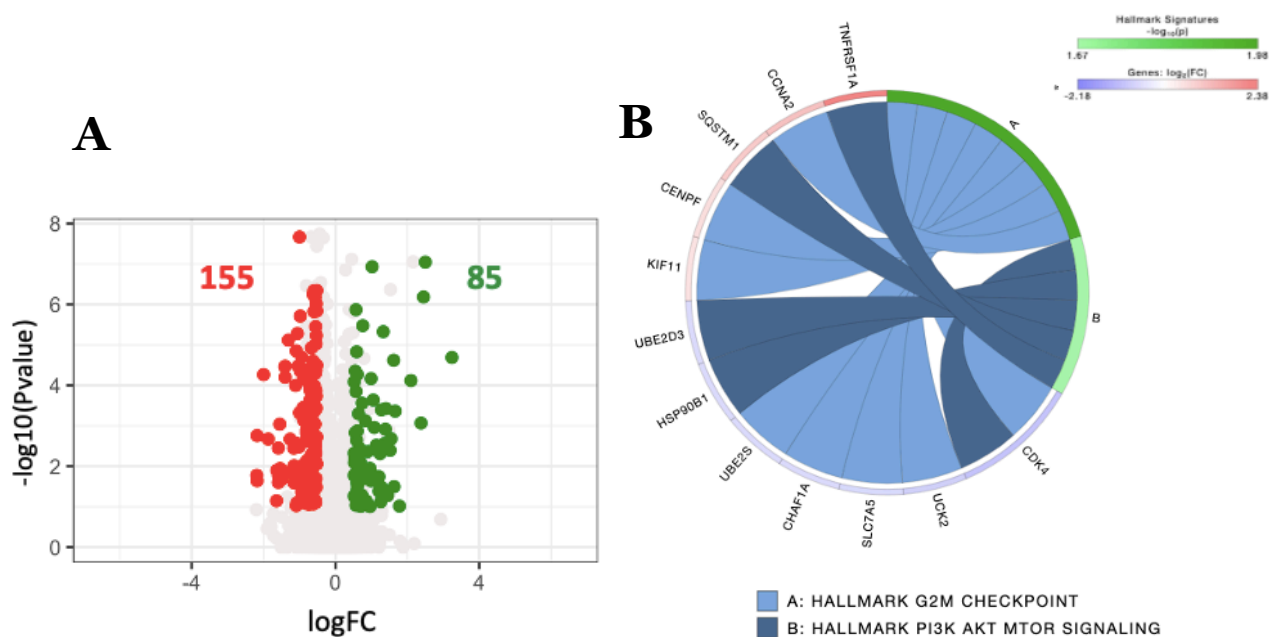 A
8
6
4
2
0
-4
0
4
-log10(Pvalue)
logFC
155
85
B
Hallmark Signatures
-log10(p)
1.67
1.98
Genes: log2(FC)
-2.18
2.38
TNFRSF1A
CCNA2
SQSTM1
CENPF
KIF11
UBE2D3
HSP90B1
UBE2S
CHAF1A
SLC7A5
UCK2
CDK4
A
B
A: HALLMARK G2M CHECKPOINT
B: HALLMARK PI3K AKT MTOR SIGNALING